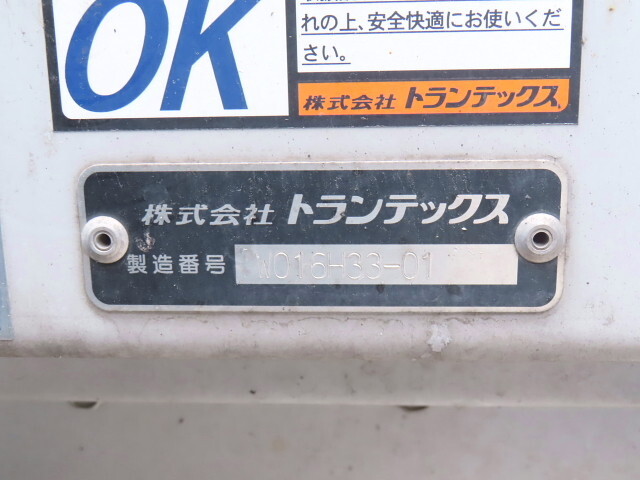 OK
れの上、安全快適にお使いくだ
さい。
株式会社 トランテックス
株式会社 トランテックス
製造番号 W016-33-01